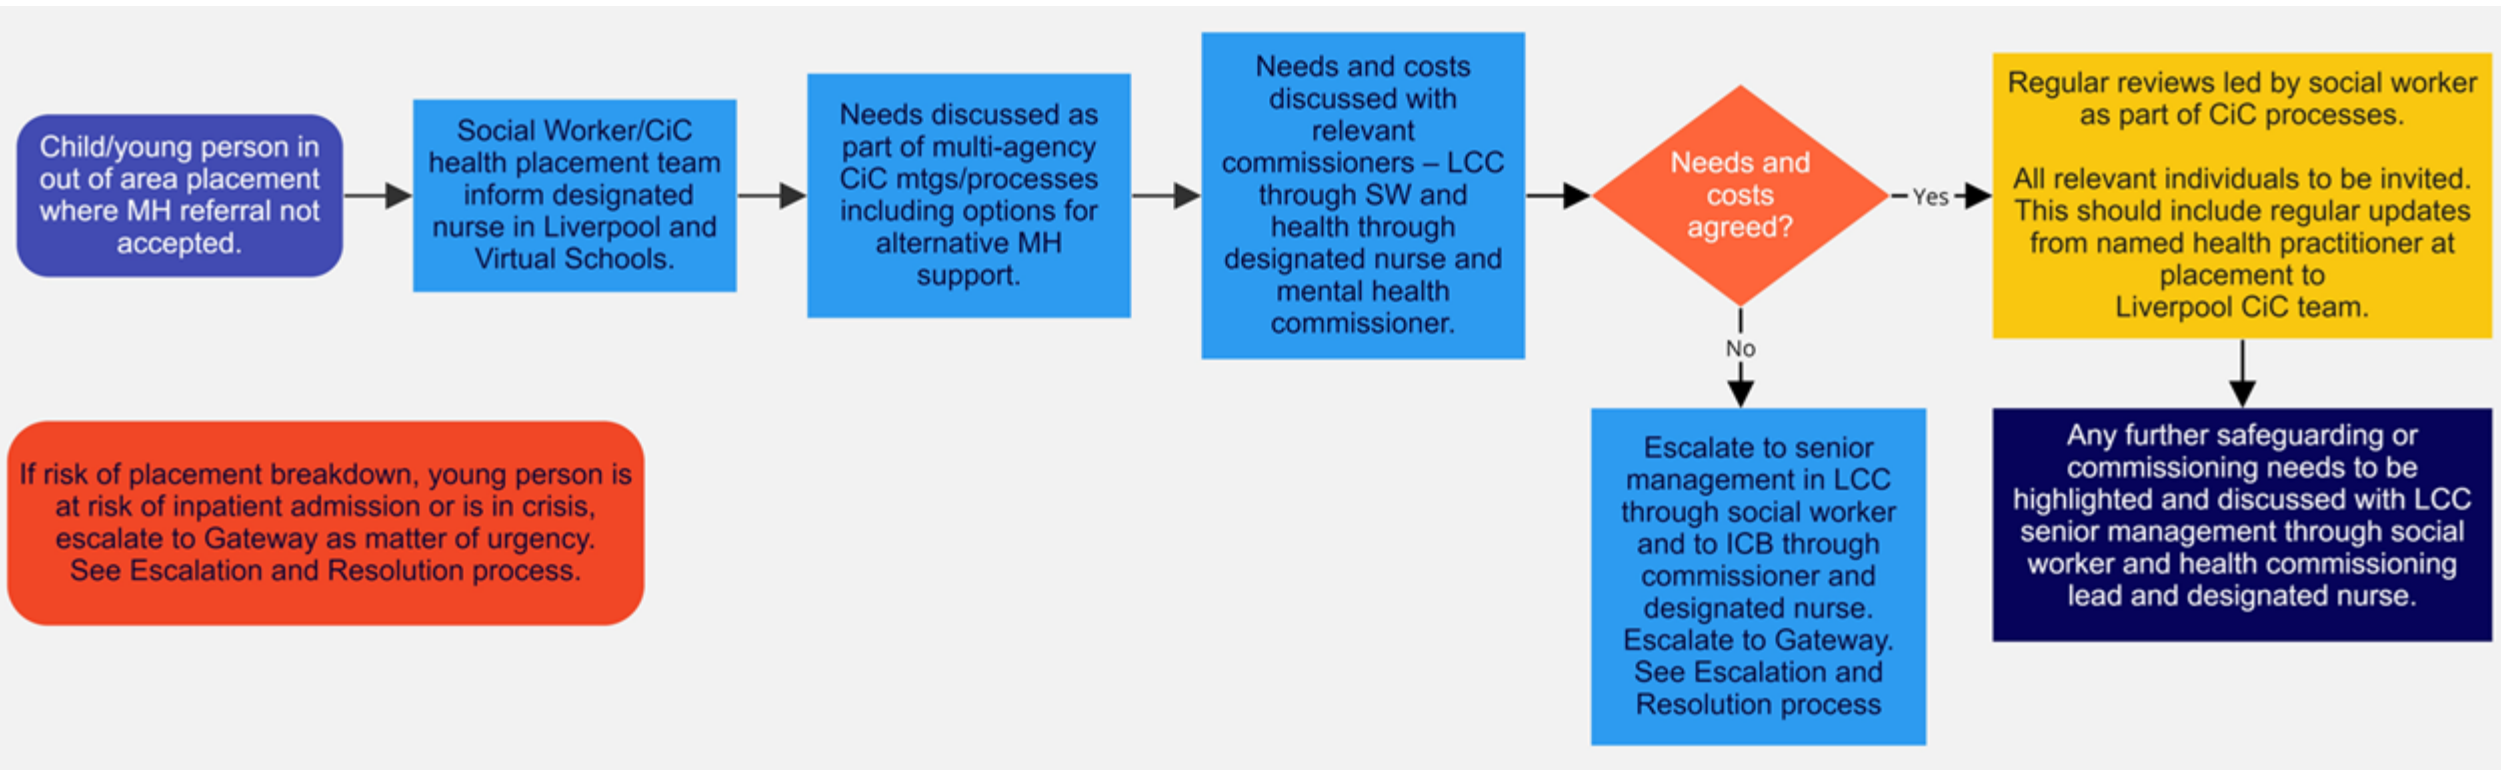 Child/young person in
out of area placement
where MH referral not
accepted.
Social Worker/CiC
health placement team
inform designated
nurse in Liverpool and
Virtual Schools.
Needs discussed as
part of multi-agency
CiC mtgs/processes
including options for
alternative MH
support.
Needs and costs
discussed with
relevant
commissioners – LCC
through SW and
health through
designated nurse and
mental health
commissioner.
Needs and
costs
agreed?
Yes
Regular reviews led by social worker
as part of CiC processes.
All relevant individuals to be invited.
This should include regular updates
from named health practitioner at
placement to
Liverpool CiC team.
No
Escalate to senior
management in LCC
through social worker
and to ICB through
commissioner and
designated nurse.
Escalate to Gateway.
See Escalation and
Resolution process
Any further safeguarding or
commissioning needs to be
highlighted and discussed with LCC
senior management through social
worker and health commissioning
lead and designated nurse.
If risk of placement breakdown, young person is
at risk of inpatient admission or is in crisis,
escalate to Gateway as matter of urgency.
See Escalation and Resolution process.